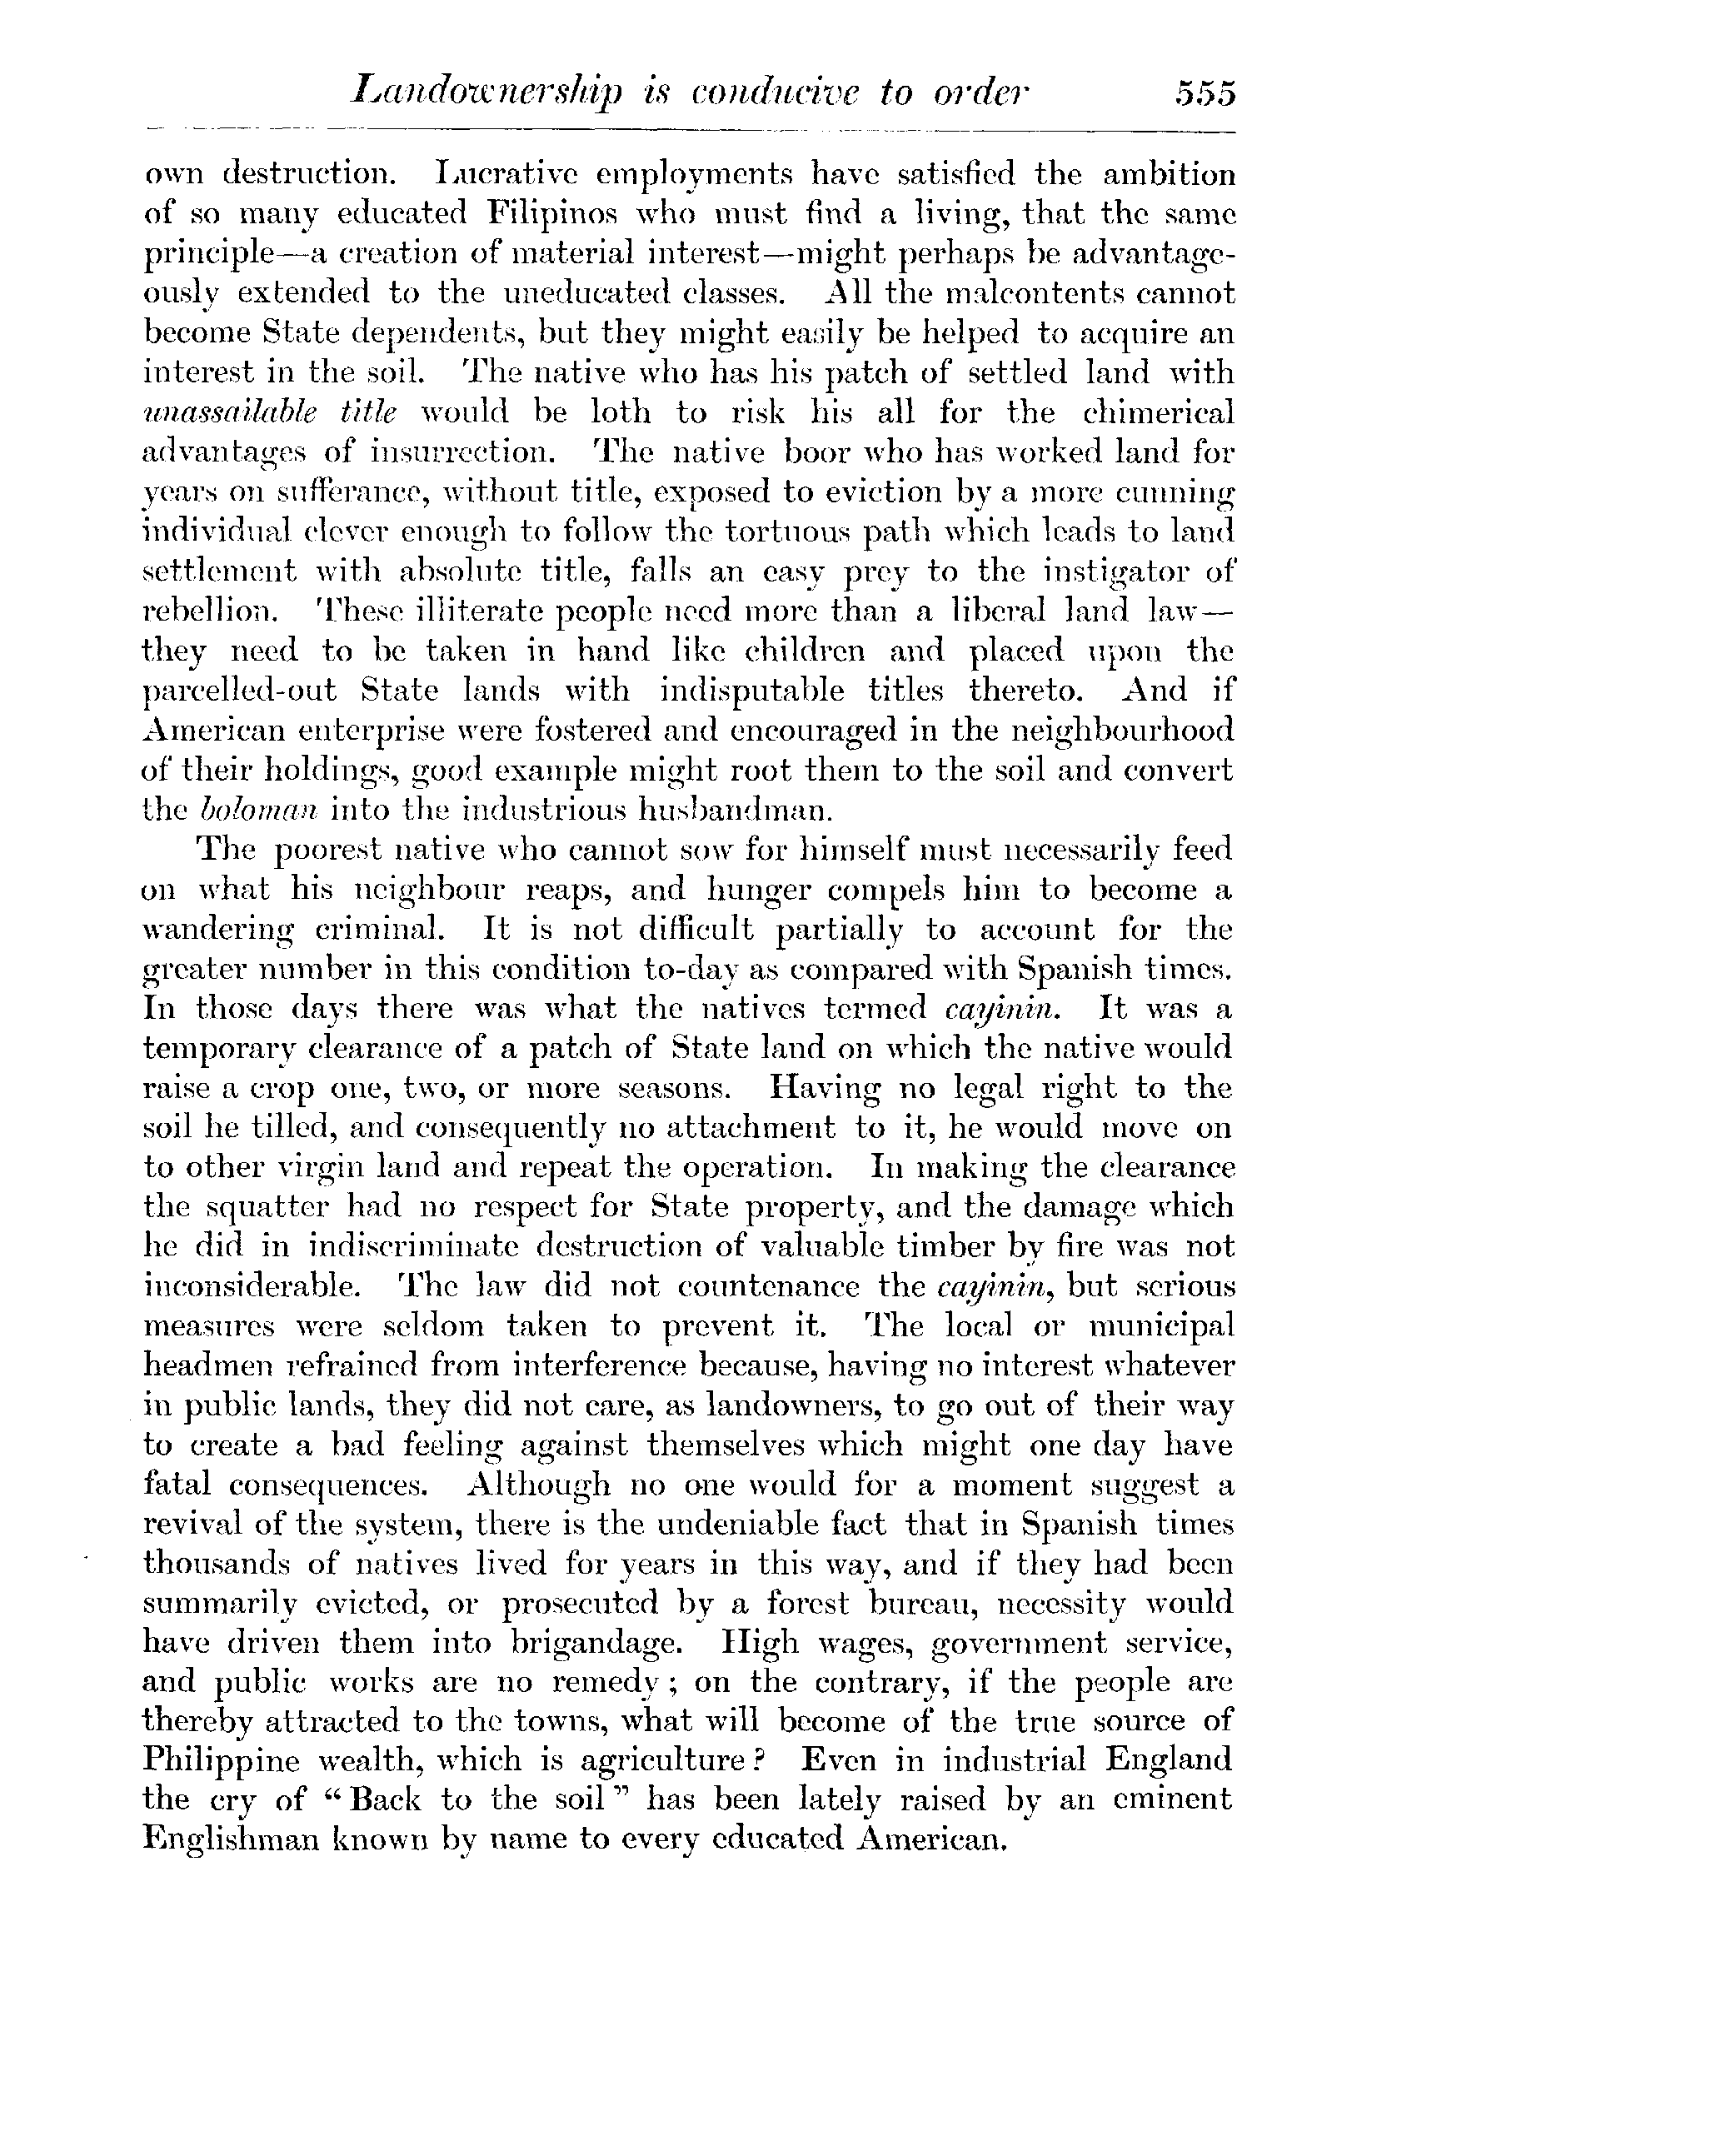 Landownership is conducive to order 555
own destruction. Lucrative employments have satisfied the ambition
of so many educated Filipinos who must find a living, that the same
principle—a creation of material interest—might perhaps be advantage-
ously extended to the uneducated classes. All the malcontents cannot
become State dependents, but they might easily be helped to acquire an
interest in the soil. The native who has his patch of settled land with
unassailable title would be loth to risk his all for the chimerical
advantages of insurrection. The native boor who has worked land for
years on sufferance, without title, exposed to eviction by a more cunning
individual clever enough to follow the tortuous path which leads to land
settlement with absolute title, falls an easy prey to the instigator of
rebellion. These illiterate people need more than a liberal land law—
they need to be taken in hand like children and placed upon the
parcelled-out State lands with indisputable titles thereto. And if
American enterprise were fostered and encouraged in the neighbourhood
of their holdings, good example might root them to the soil and convert
the boloman into the industrious husbandman.
The poorest native who cannot sow for himself must necessarily feed
on what his neighbour reaps, and hunger compels him to become a
wandering criminal. It is not difficult partially to account for the
greater number in this condition to-day as compared with Spanish times.
In those days there was what the natives termed cayinin. It was a
temporary clearance of a patch of State land on which the native would
raise a crop one, two, or more seasons. Having no legal right to the
soil he tilled, and consequently no attachment to it, he would move on
to other virgin land and repeat the operation. In making the clearance
the squatter had no respect for State property, and the damage which
he did in indiscriminate destruction of valuable timber by fire was not
inconsiderable. The law did not countenance the cayinin, but serious
measures were seldom taken to prevent it. The local or municipal
headmen refrained from interference because, having no interest whatever
in public lands, they did not care, as landowners, to go out of their way
to create a bad feeling against themselves which might one day have
fatal consequences. Although no one would for a moment suggest a
revival of the system, there is the undeniable fact that in Spanish times
thousands of natives lived for years in this way, and if they had been
summarily evicted, or prosecuted by a forest bureau, necessity would
have driven them into brigandage. High wages, government service,
and public works are no remedy; on the contrary, if the people are
thereby attracted to the towns, what will become of the true source of
Philippine wealth, which is agriculture? Even in industrial England
the cry of "Back to the soil" has been lately raised by an eminent
Englishman known by name to every educated American.